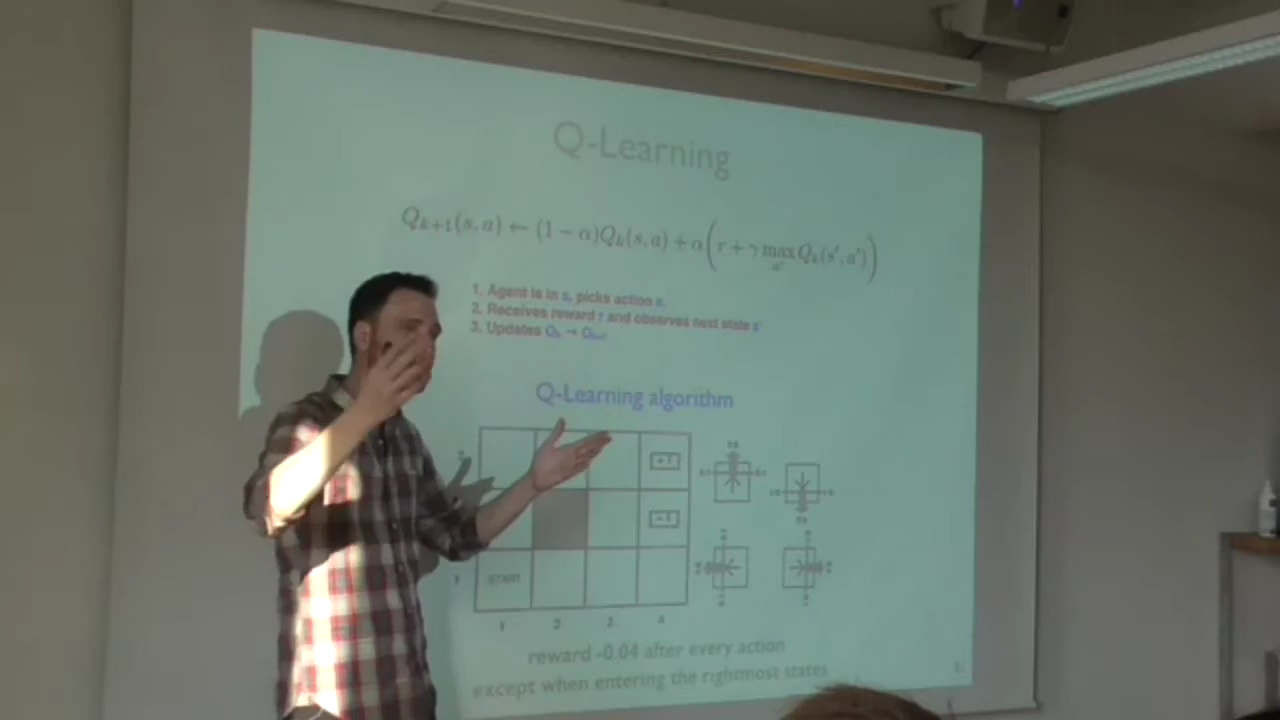 Q-Learning
Q_{k+1}(s,a) ← (1 − α)Q_k(s,a) + α(r + γ max_{a'} Q_k(s',a'))
1. Agent is in s, picks action a.
2. Receives reward r and observes next state s'
3. Updates Q_k → Q_{k+1}
Q-Learning algorithm
+1
-1
1
START
1 2 3 4
reward -0.04 after every action
except when entering the rightmost states